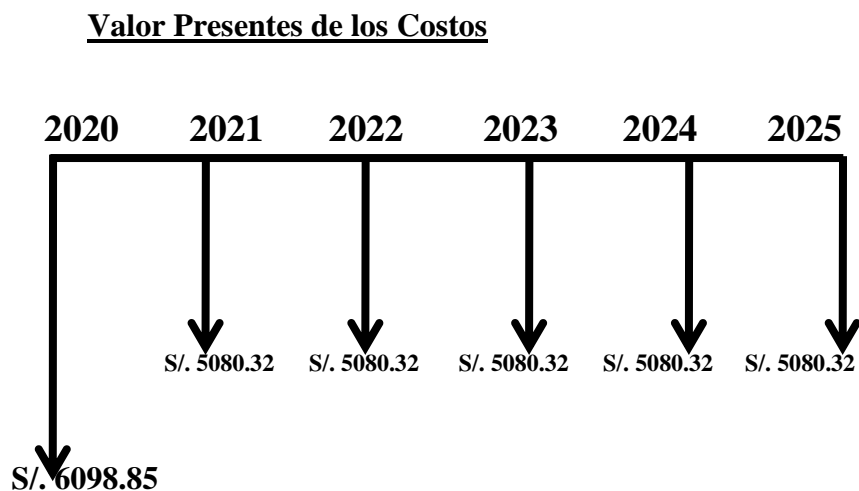 Valor Presentes de los Costos
2020 2021 2022 2023 2024 2025
S/. 5080.32 S/. 5080.32 S/. 5080.32 S/. 5080.32 S/. 5080.32
S/. 6098.85